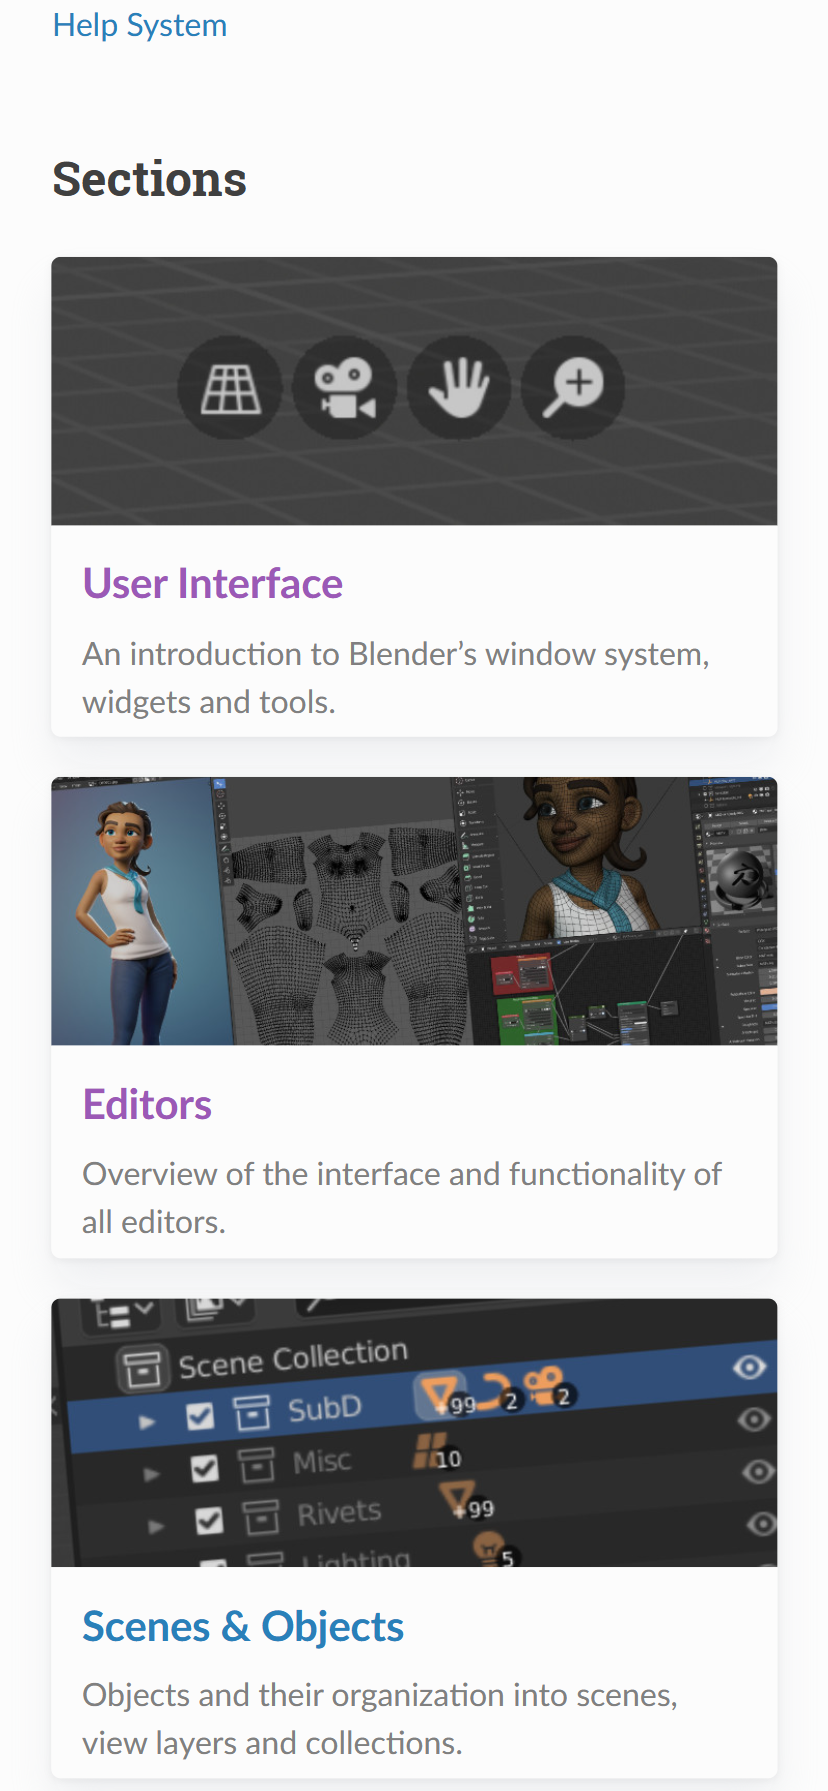 Help System
Sections
User Interface
An introduction to Blender’s window system,
widgets and tools.
Editors
Overview of the interface and functionality of
all editors.
Scene Collection
SubD +99 2 2
Misc 10
Rivets +99
Lighting 5
Scenes & Objects
Objects and their organization into scenes,
view layers and collections.